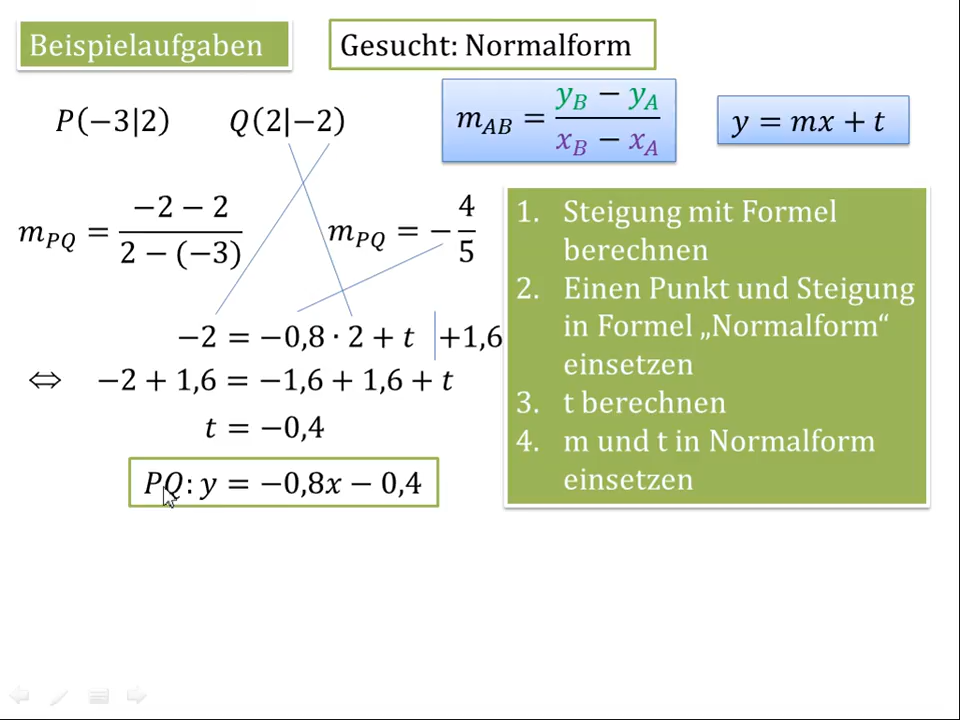 Beispielaufgaben
Gesucht: Normalform
P(−3|2) Q(2|−2)
m_AB = (y_B − y_A)/(x_B − x_A)
y = mx + t
m_PQ = (−2 − 2)/(2 − (−3))
m_PQ = −4/5
−2 = −0,8 · 2 + t | +1,6
⇔ −2 + 1,6 = −1,6 + 1,6 + t
t = −0,4
PQ: y = −0,8x − 0,4
1. Steigung mit Formel
berechnen
2. Einen Punkt und Steigung
in Formel „Normalform“
einsetzen
3. t berechnen
4. m und t in Normalform
einsetzen